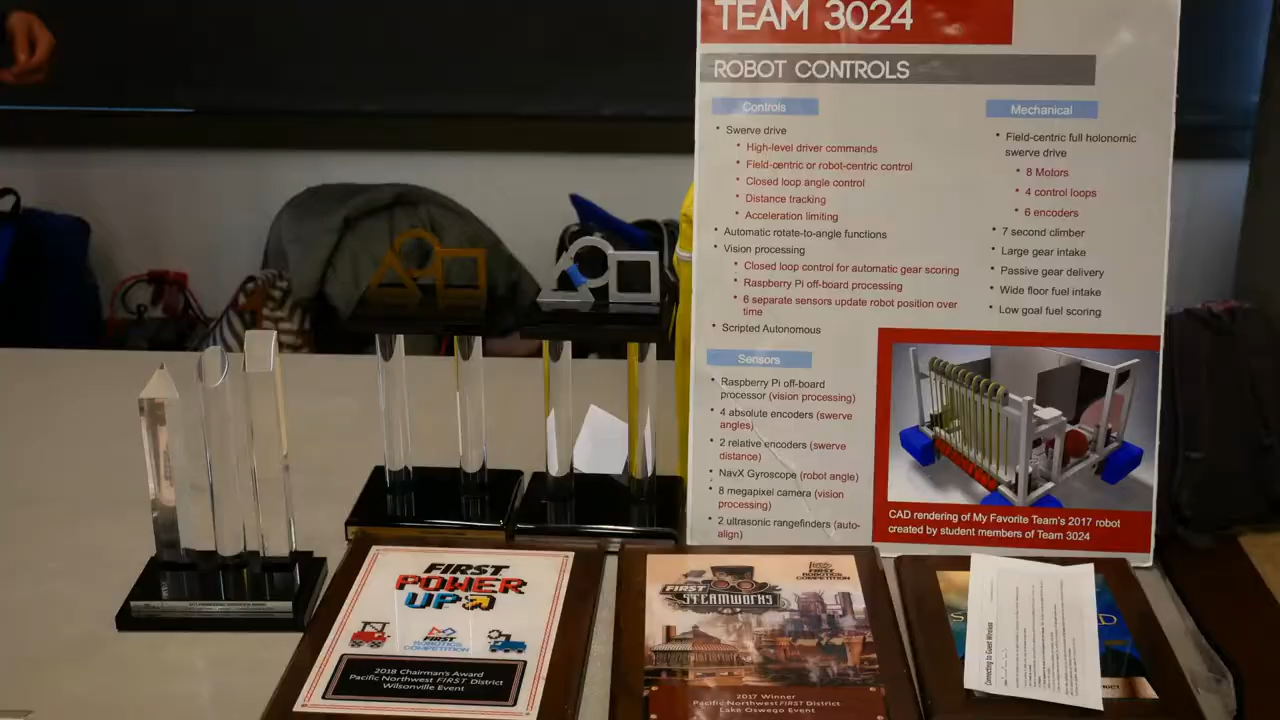 TEAM 3024
ROBOT CONTROLS
Controls
• Swerve drive
• High-level driver commands
• Field-centric or robot-centric control
• Closed loop angle control
• Distance tracking
• Acceleration limiting
• Automatic rotate-to-angle functions
• Vision processing
• Closed loop control for automatic gear scoring
• Raspberry Pi off-board processing
• 6 separate sensors update robot position over
time
• Scripted Autonomous
Sensors
• Raspberry Pi off-board
processor (vision processing)
• 4 absolute encoders (swerve
angles)
• 2 relative encoders (swerve
distance)
• NavX Gyroscope (robot angle)
• 8 megapixel camera (vision
processing)
• 2 ultrasonic rangefinders (auto-
align)
Mechanical
• Field-centric full holonomic
swerve drive
• 8 Motors
• 4 control loops
• 6 encoders
• 7 second climber
• Large gear intake
• Passive gear delivery
• Wide floor fuel intake
• Low goal fuel scoring
CAD rendering of My Favorite Team's 2017 robot
created by student members of Team 3024
FIRST
POWER
UP
FIRST
ROBOTICS
COMPETITION
2018 Chairman's Award
Pacific Northwest FIRST District
Wilsonville Event
FIRST
ROBOTICS
COMPETITION
FIRST
STEAMWORKS
2017 Winner
Pacific Northwest FIRST District
Lake Oswego Event
Connecting to Guest Wireless